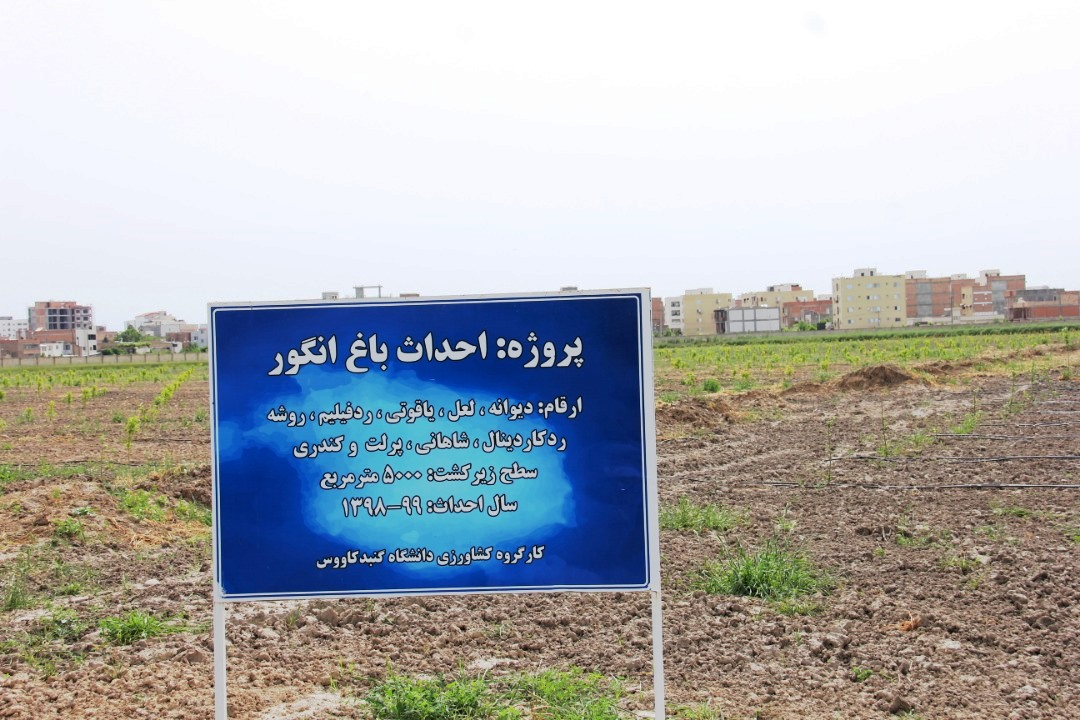 پروژه: احداث باغ انگور
ارقام: دیوانه ، لعل ، یاقوتی ، ردفیلیم ، روشه
ردکاردینال ، شاهانی ، پرلت و کندری
سطح زیرکشت: ۵۰۰۰ مترمربع
سال احداث: ۹۹-۱۳۹۸
کارگروه کشاورزی دانشگاه گنبدکاووس